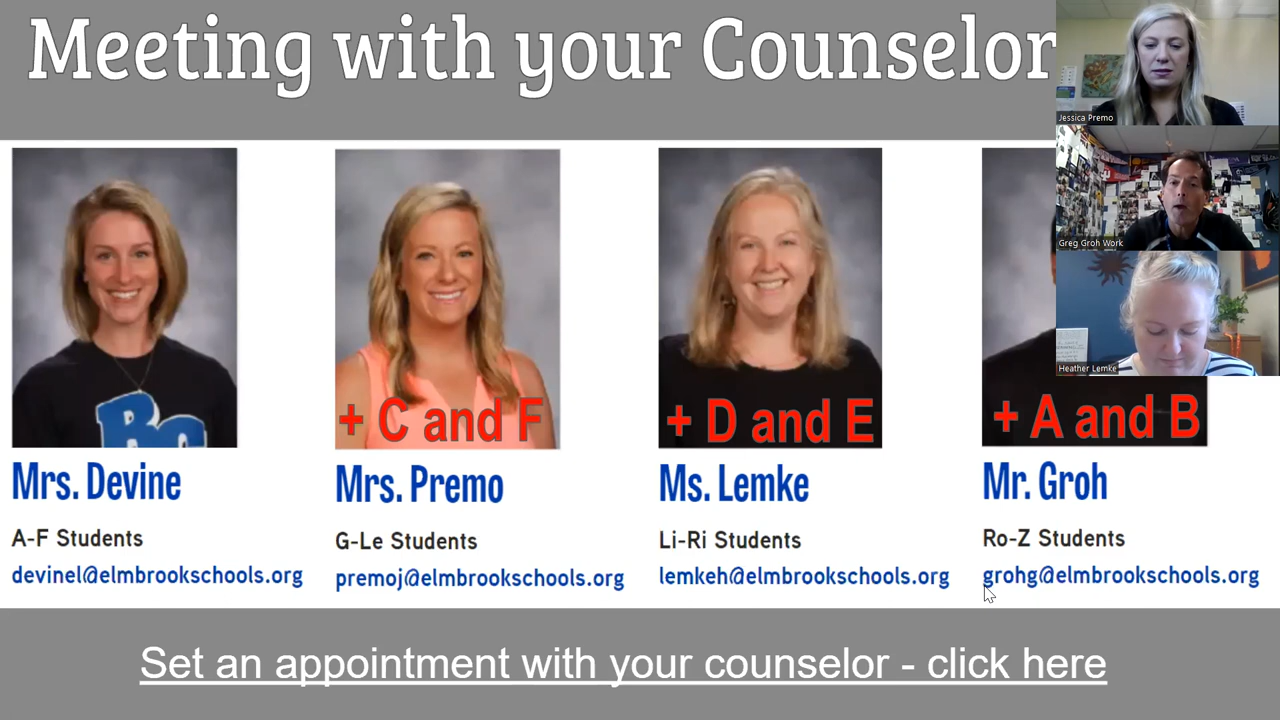 Meeting with your Counselor
Jessica Premo
Greg Groh Work
Heather Lemke
+ C and F
+ D and E
+ A and B
Mrs. Devine
A-F Students
devinel@elmbrookschools.org
Mrs. Premo
G-Le Students
premoj@elmbrookschools.org
Ms. Lemke
Li-Ri Students
lemkeh@elmbrookschools.org
Mr. Groh
Ro-Z Students
grohg@elmbrookschools.org
Set an appointment with your counselor - click here